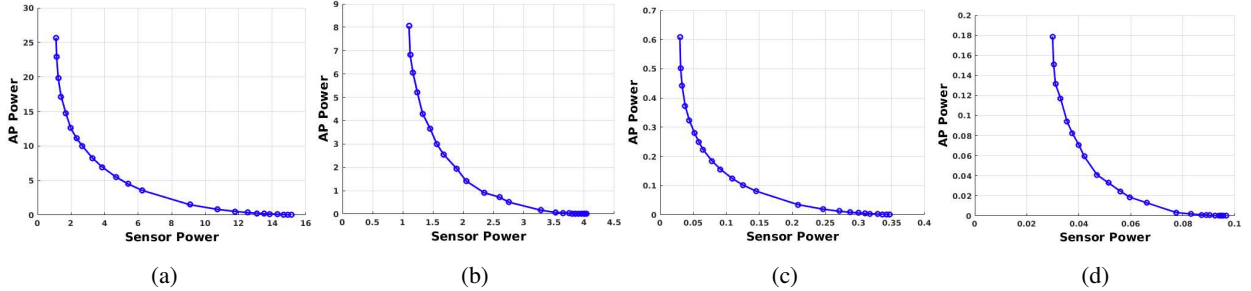 30
25
20
15
10
5
0
AP Power
0 2 4 6 8 10 12 14 16
Sensor Power
(a)
9
8
7
6
5
4
3
2
1
0
AP Power
0 0.5 1 1.5 2 2.5 3 3.5 4 4.5
Sensor Power
(b)
0.7
0.6
0.5
0.4
0.3
0.2
0.1
0
AP Power
0 0.05 0.1 0.15 0.2 0.25 0.3 0.35 0.4
Sensor Power
(c)
0.2
0.18
0.16
0.14
0.12
0.1
0.08
0.06
0.04
0.02
0
AP Power
0 0.02 0.04 0.06 0.08 0.1
Sensor Power
(d)